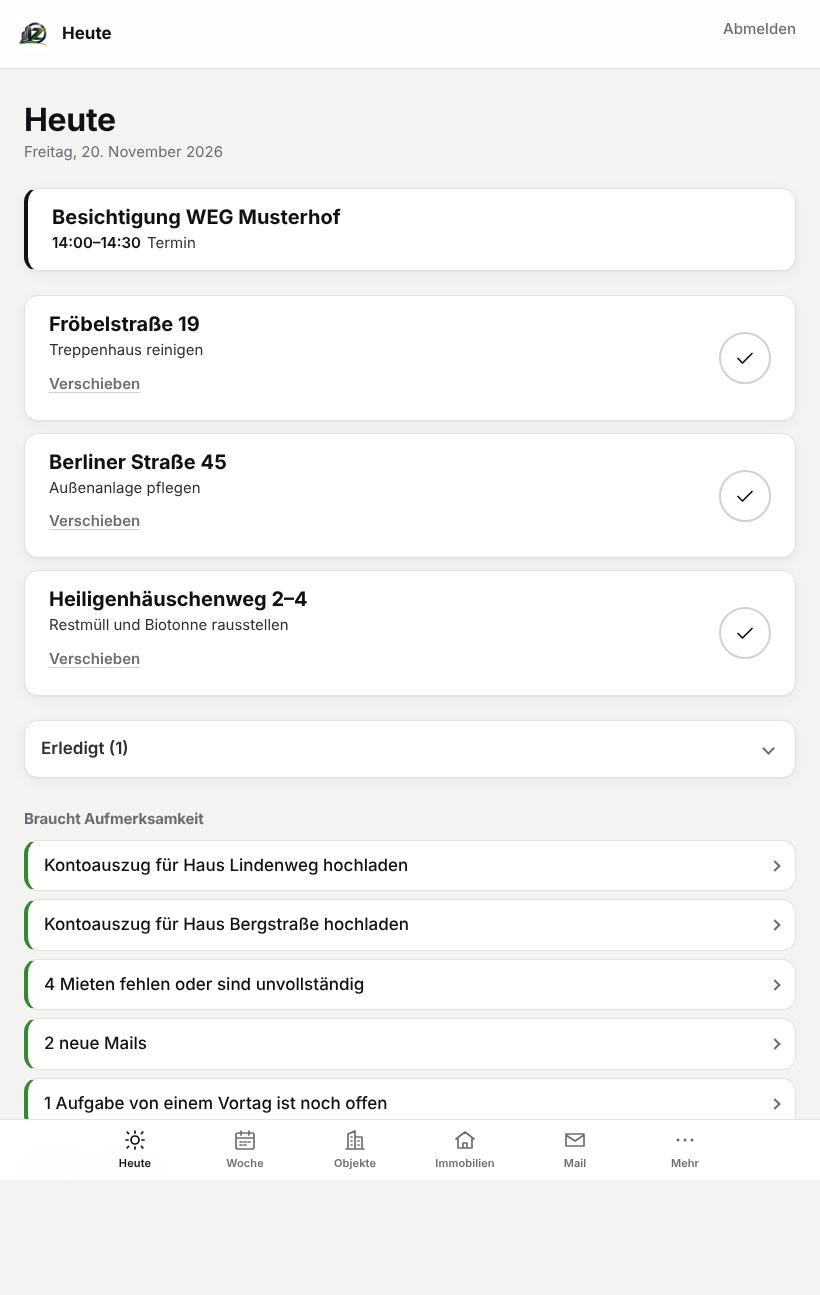 Heute
Abmelden
Heute
Freitag, 20. November 2026
Besichtigung WEG Musterhof
14:00–14:30 Termin
Fröbelstraße 19
Treppenhaus reinigen
Verschieben
Berliner Straße 45
Außenanlage pflegen
Verschieben
Heiligenhäuschenweg 2–4
Restmüll und Biotonne rausstellen
Verschieben
Erledigt (1)
Braucht Aufmerksamkeit
Kontoauszug für Haus Lindenweg hochladen
Kontoauszug für Haus Bergstraße hochladen
4 Mieten fehlen oder sind unvollständig
2 neue Mails
1 Aufgabe von einem Vortag ist noch offen
Heute
Woche
Objekte
Immobilien
Mail
Mehr